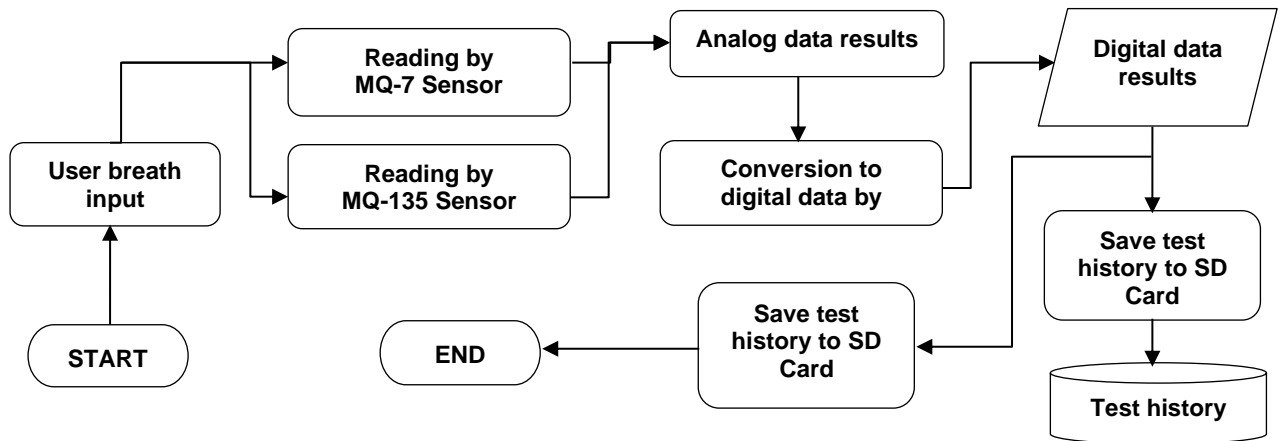 START
User breath
input
Reading by
MQ-7 Sensor
Reading by
MQ-135 Sensor
Analog data results
Conversion to
digital data by
Digital data
results
Save test
history to SD
Card
Test history
Save test
history to SD
Card
END